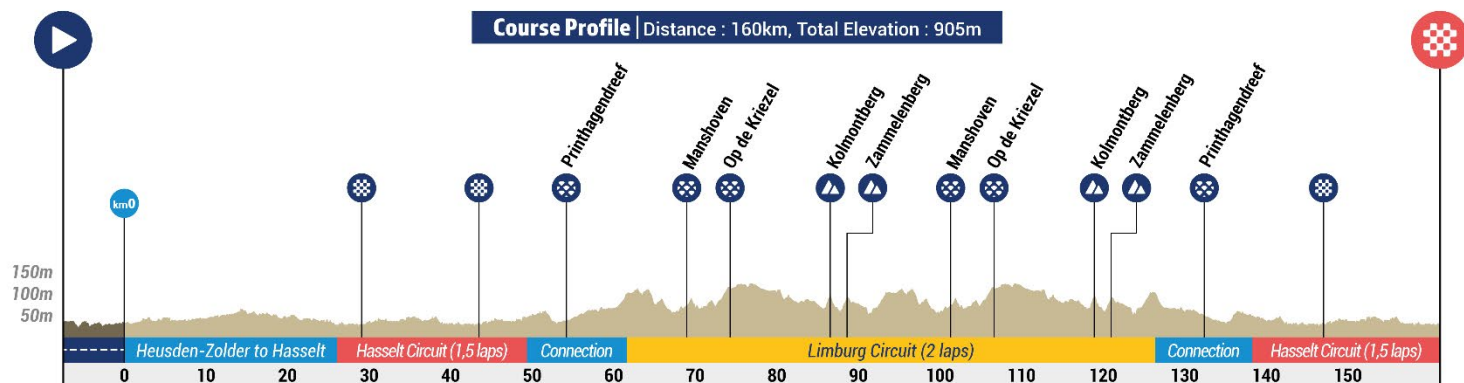 Course Profile | Distance : 160km, Total Elevation : 905m
Printhagendreef
Manshoven
Op de Kriezel
Kolmontberg
Zammelenberg
Manshoven
Op de Kriezel
Kolmontberg
Zammelenberg
Printhagendreef
km0
150m
100m
50m
Heusden-Zolder to Hasselt
Hasselt Circuit (1,5 laps)
Connection
Limburg Circuit (2 laps)
Connection
Hasselt Circuit (1,5 laps)
0 10 20 30 40 50 60 70 80 90 100 110 120 130 140 150